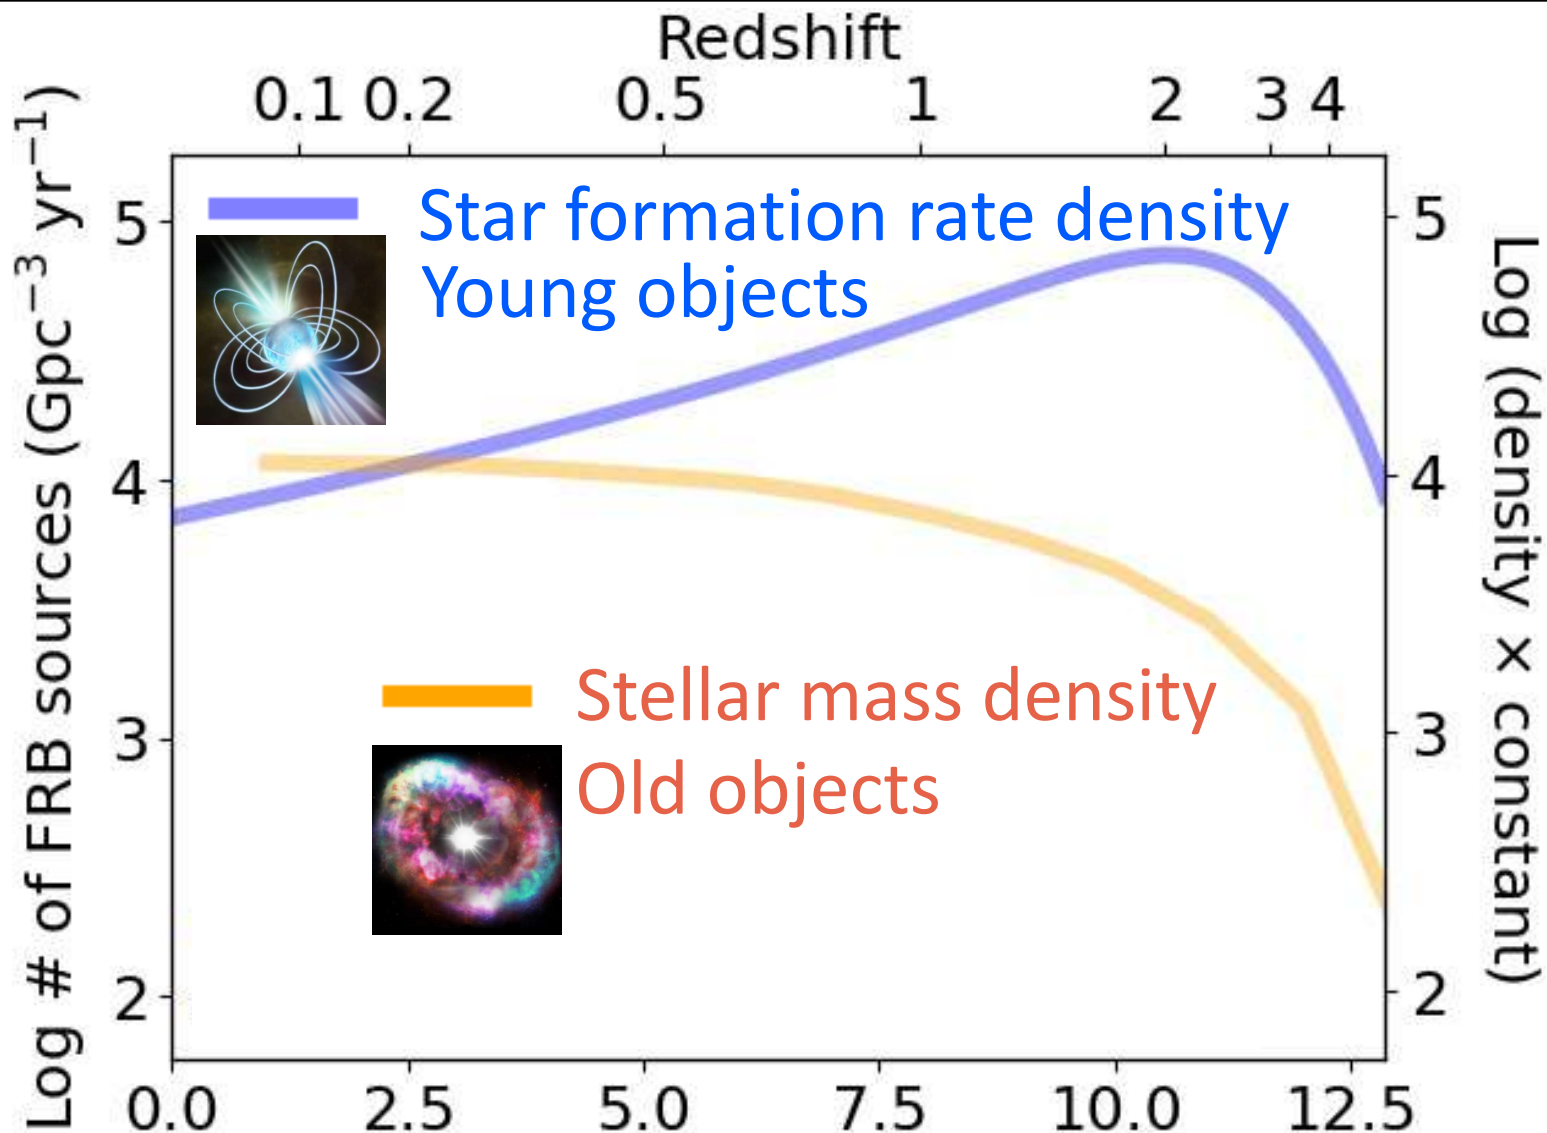 Redshift
0.1 0.2 0.5 1 2 3 4
Log # of FRB sources (Gpc⁻³ yr⁻¹)
5
4
3
2
Star formation rate density
Young objects
Stellar mass density
Old objects
5
4
3
2
Log (density × constant)
0.0 2.5 5.0 7.5 10.0 12.5